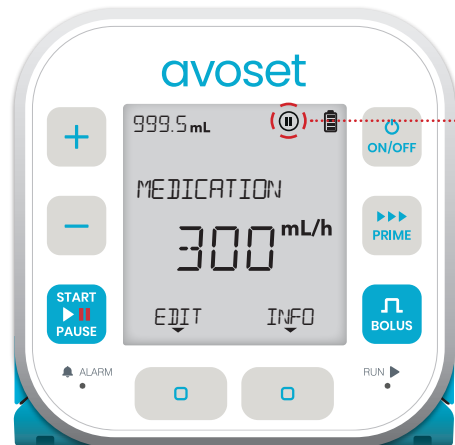 avoset
999.5 mL
ON/OFF
MEDICATION
300 mL/h
PRIME
START
PAUSE
EDIT
INFO
BOLUS
ALARM
RUN